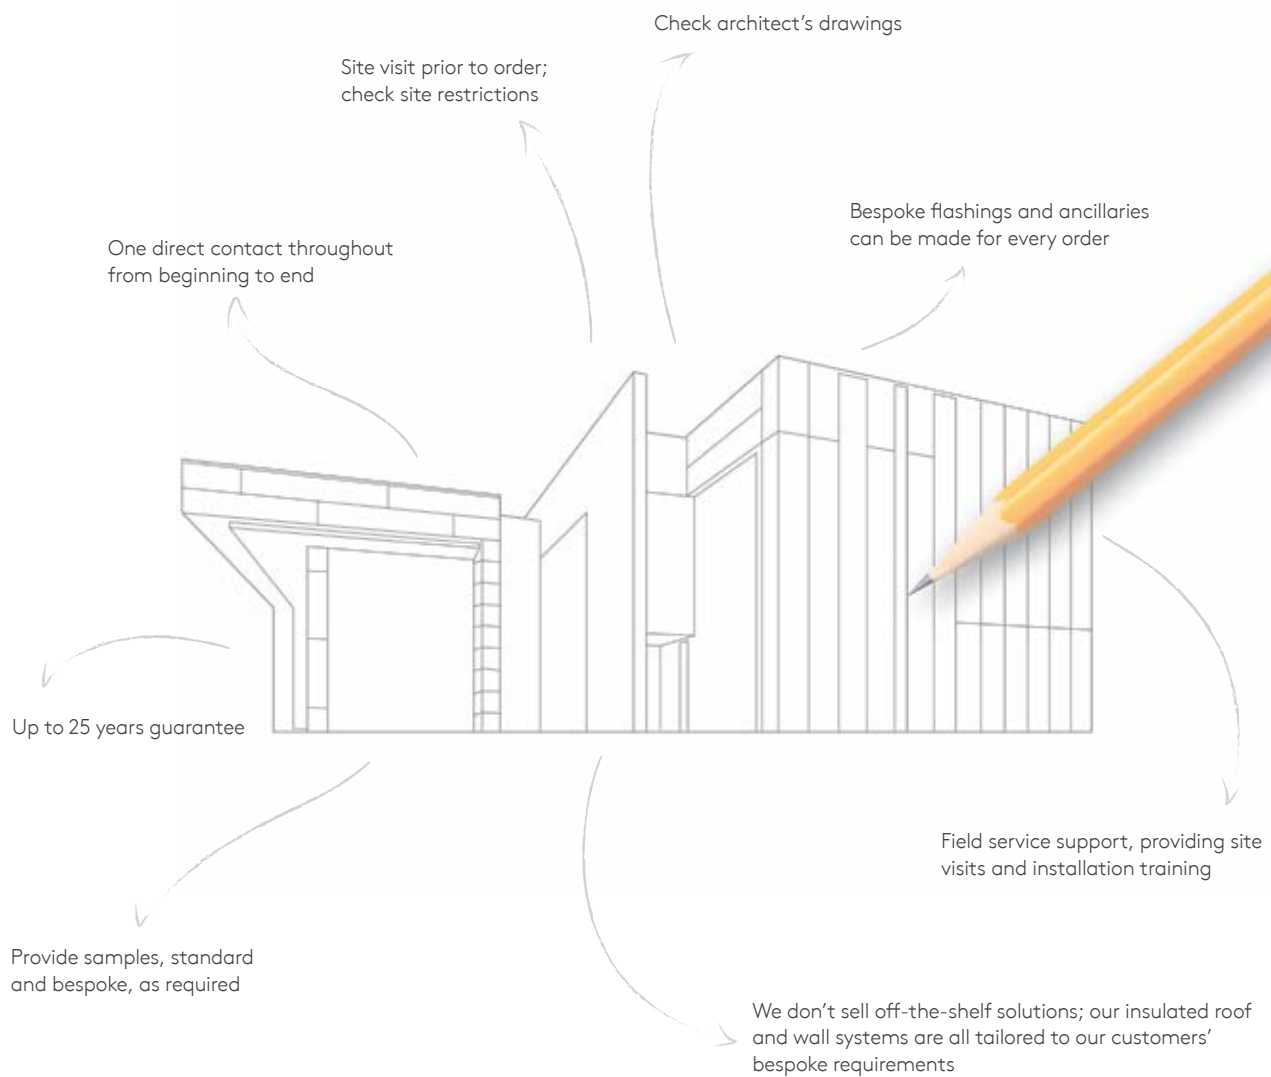 Check architect’s drawings
Site visit prior to order;
check site restrictions
Bespoke flashings and ancillaries
can be made for every order
One direct contact throughout
from beginning to end
Up to 25 years guarantee
Field service support, providing site
visits and installation training
Provide samples, standard
and bespoke, as required
We don’t sell off-the-shelf solutions; our insulated roof
and wall systems are all tailored to our customers’
bespoke requirements